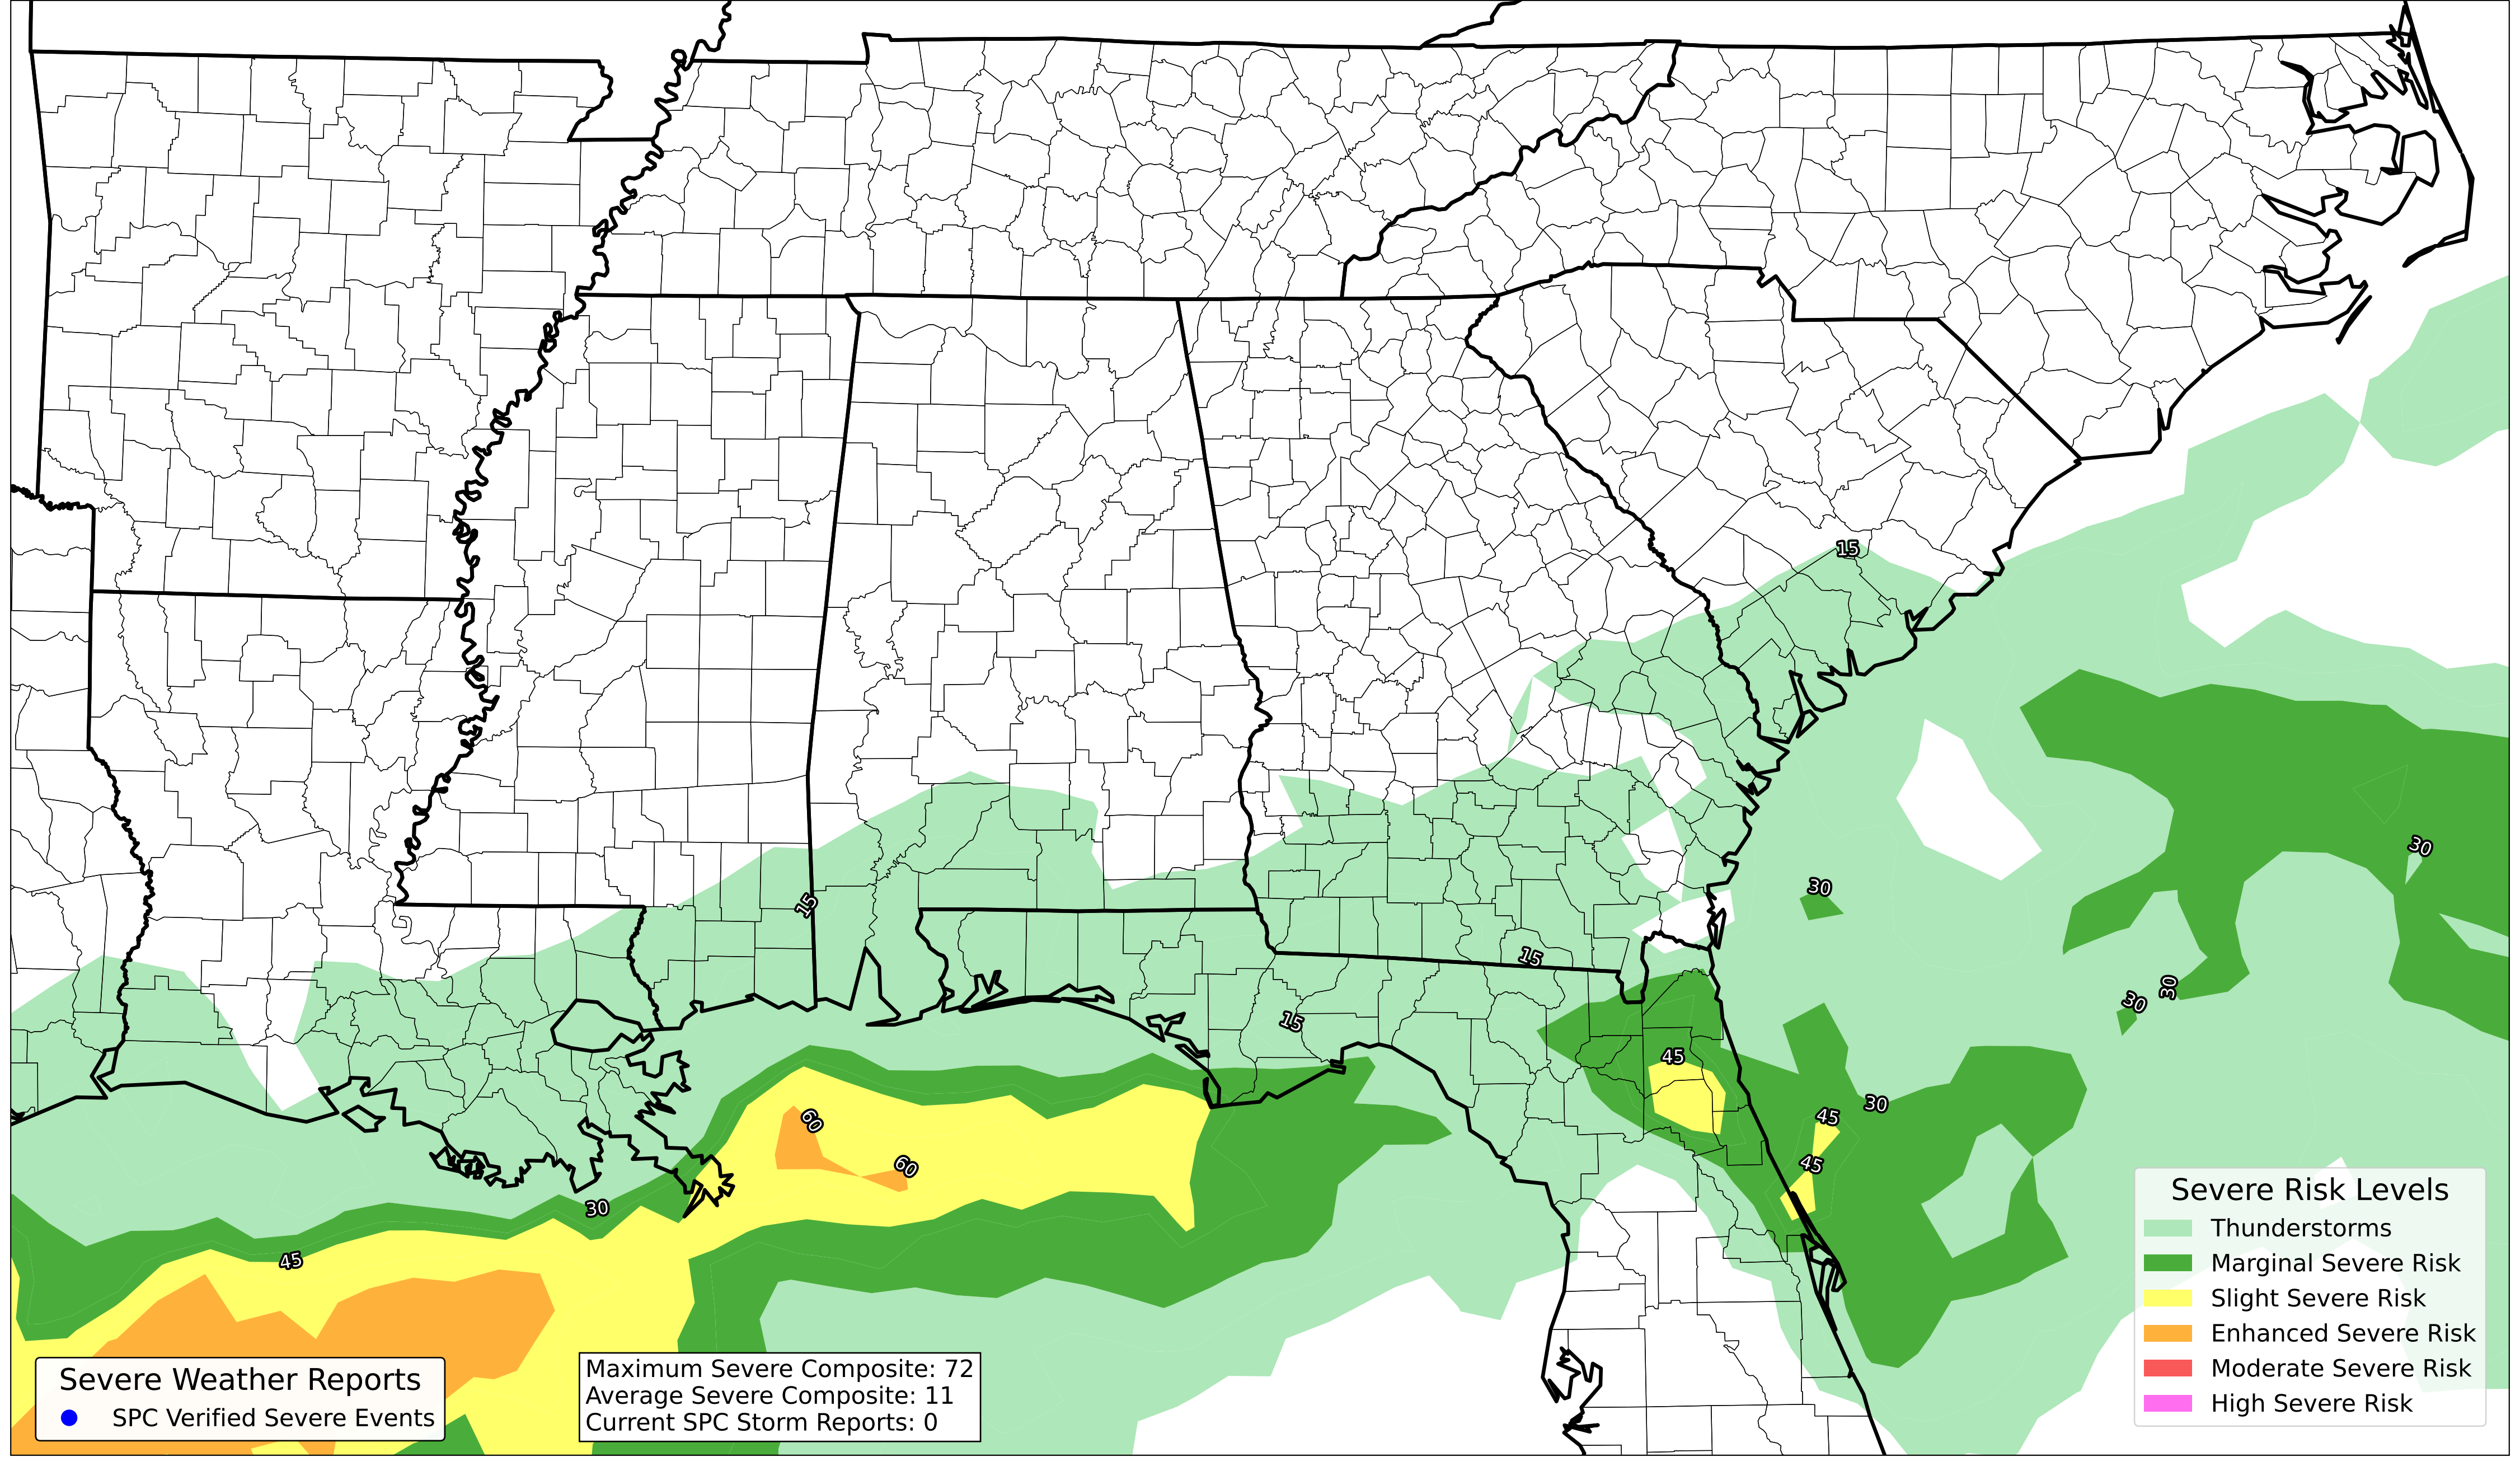 15
15
30
30
15
30
30
15
45
30
45
60
45
60
30
45
Severe Risk Levels
Thunderstorms
Marginal Severe Risk
Slight Severe Risk
Enhanced Severe Risk
Moderate Severe Risk
High Severe Risk
Severe Weather Reports
SPC Verified Severe Events
Maximum Severe Composite: 72
Average Severe Composite: 11
Current SPC Storm Reports: 0